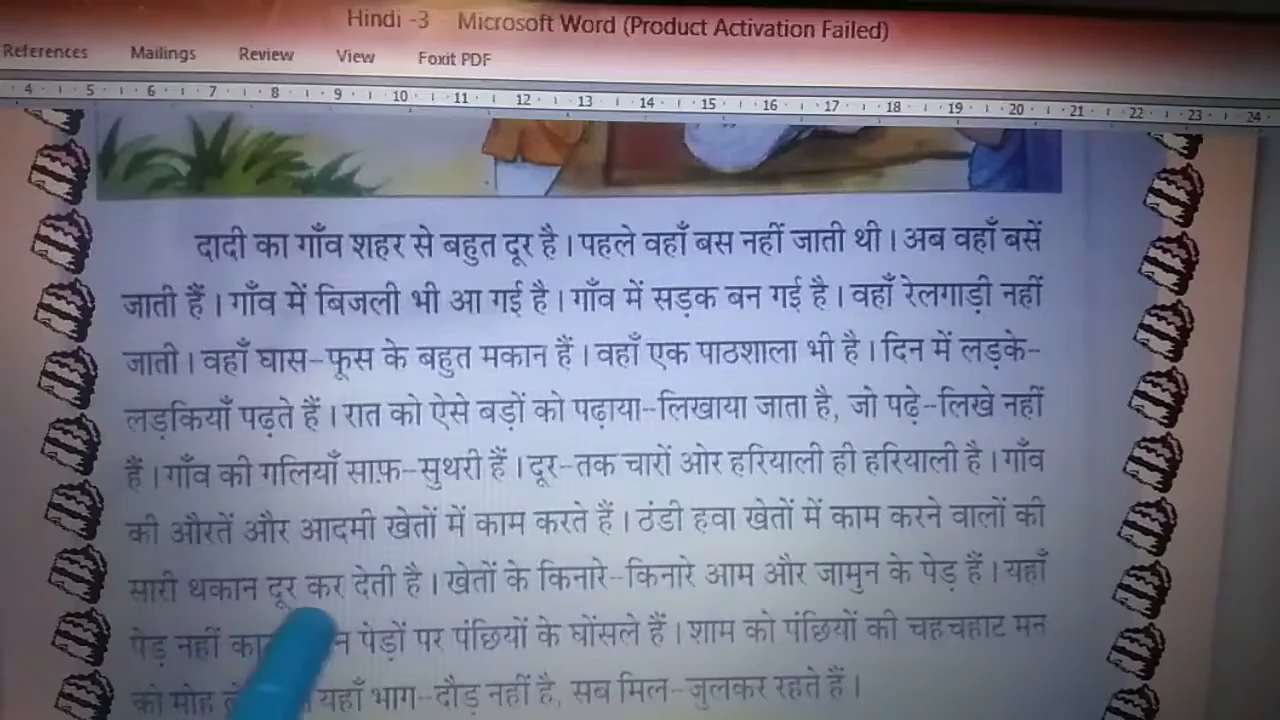 Hindi -3 - Microsoft Word (Product Activation Failed)
References Mailings Review View Foxit PDF
4 5 6 7 8 9 10 11 12 13 14 15 16 17 18 19 20 21 22 23 24
दादी का गाँव शहर से बहुत दूर है । पहले वहाँ बस नहीं जाती थी । अब वहाँ बसें
जाती हैं । गाँव में बिजली भी आ गई है । गाँव में सड़क बन गई है । वहाँ रेलगाड़ी नहीं
जाती । वहाँ घास-फूस के बहुत मकान हैं । वहाँ एक पाठशाला भी है । दिन में लड़के-
लड़कियाँ पढ़ते हैं । रात को ऐसे बड़ों को पढ़ाया-लिखाया जाता है, जो पढ़े-लिखे नहीं
हैं । गाँव की गलियाँ साफ़-सुथरी हैं । दूर-तक चारों ओर हरियाली ही हरियाली है । गाँव
की औरतें और आदमी खेतों में काम करते हैं । ठंडी हवा खेतों में काम करने वालों की
सारी थकान दूर कर देती है । खेतों के किनारे-किनारे आम और जामुन के पेड़ हैं । यहाँ
पेड़ नहीं पेड़ों पर पंछियों के घोंसले हैं । शाम को पंछियों की चहचहाट मन
को मोह यहाँ भाग-दौड़ नहीं है, सब मिल-जुलकर रहते हैं ।